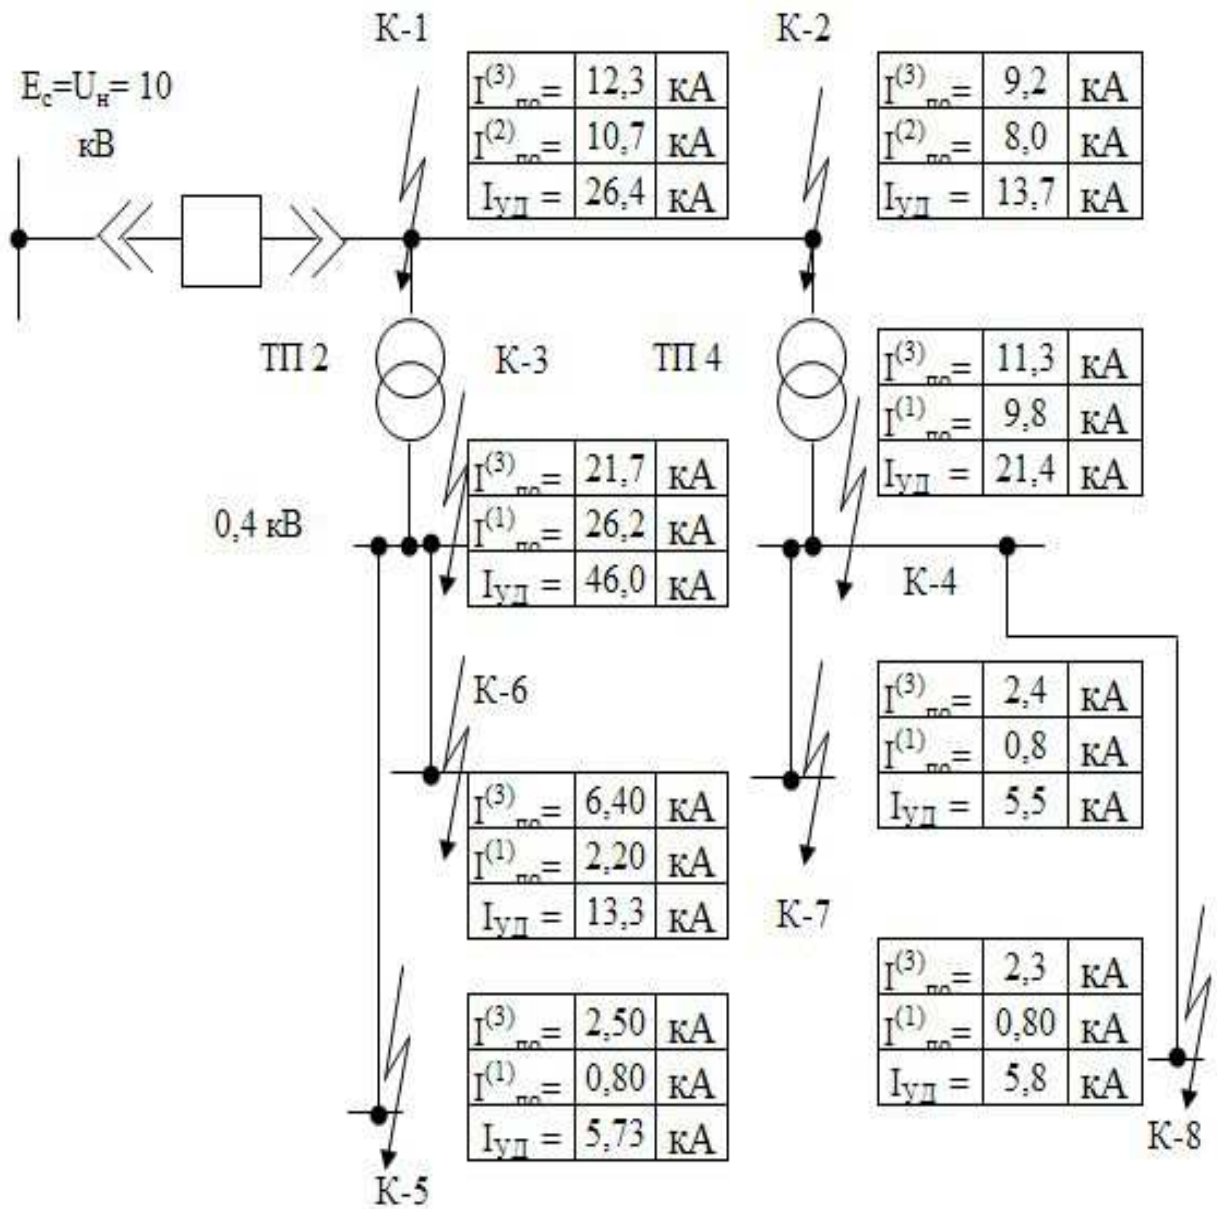 К-1
К-2
Eс=Uн= 10
кВ
I(3)по= 12,3 кА
I(2)по= 10,7 кА
Iуд = 26,4 кА
I(3)по= 9,2 кА
I(2)по= 8,0 кА
Iуд = 13,7 кА
ТП 2
К-3
ТП 4
I(3)по= 11,3 кА
I(1)по= 9,8 кА
Iуд = 21,4 кА
I(3)по= 21,7 кА
I(1)по= 26,2 кА
Iуд = 46,0 кА
0,4 кВ
К-4
К-6
I(3)по= 2,4 кА
I(1)по= 0,8 кА
Iуд = 5,5 кА
I(3)по= 6,40 кА
I(1)по= 2,20 кА
Iуд = 13,3 кА
К-7
I(3)по= 2,3 кА
I(1)по= 0,80 кА
Iуд = 5,8 кА
I(3)по= 2,50 кА
I(1)по= 0,80 кА
Iуд = 5,73 кА
К-8
К-5